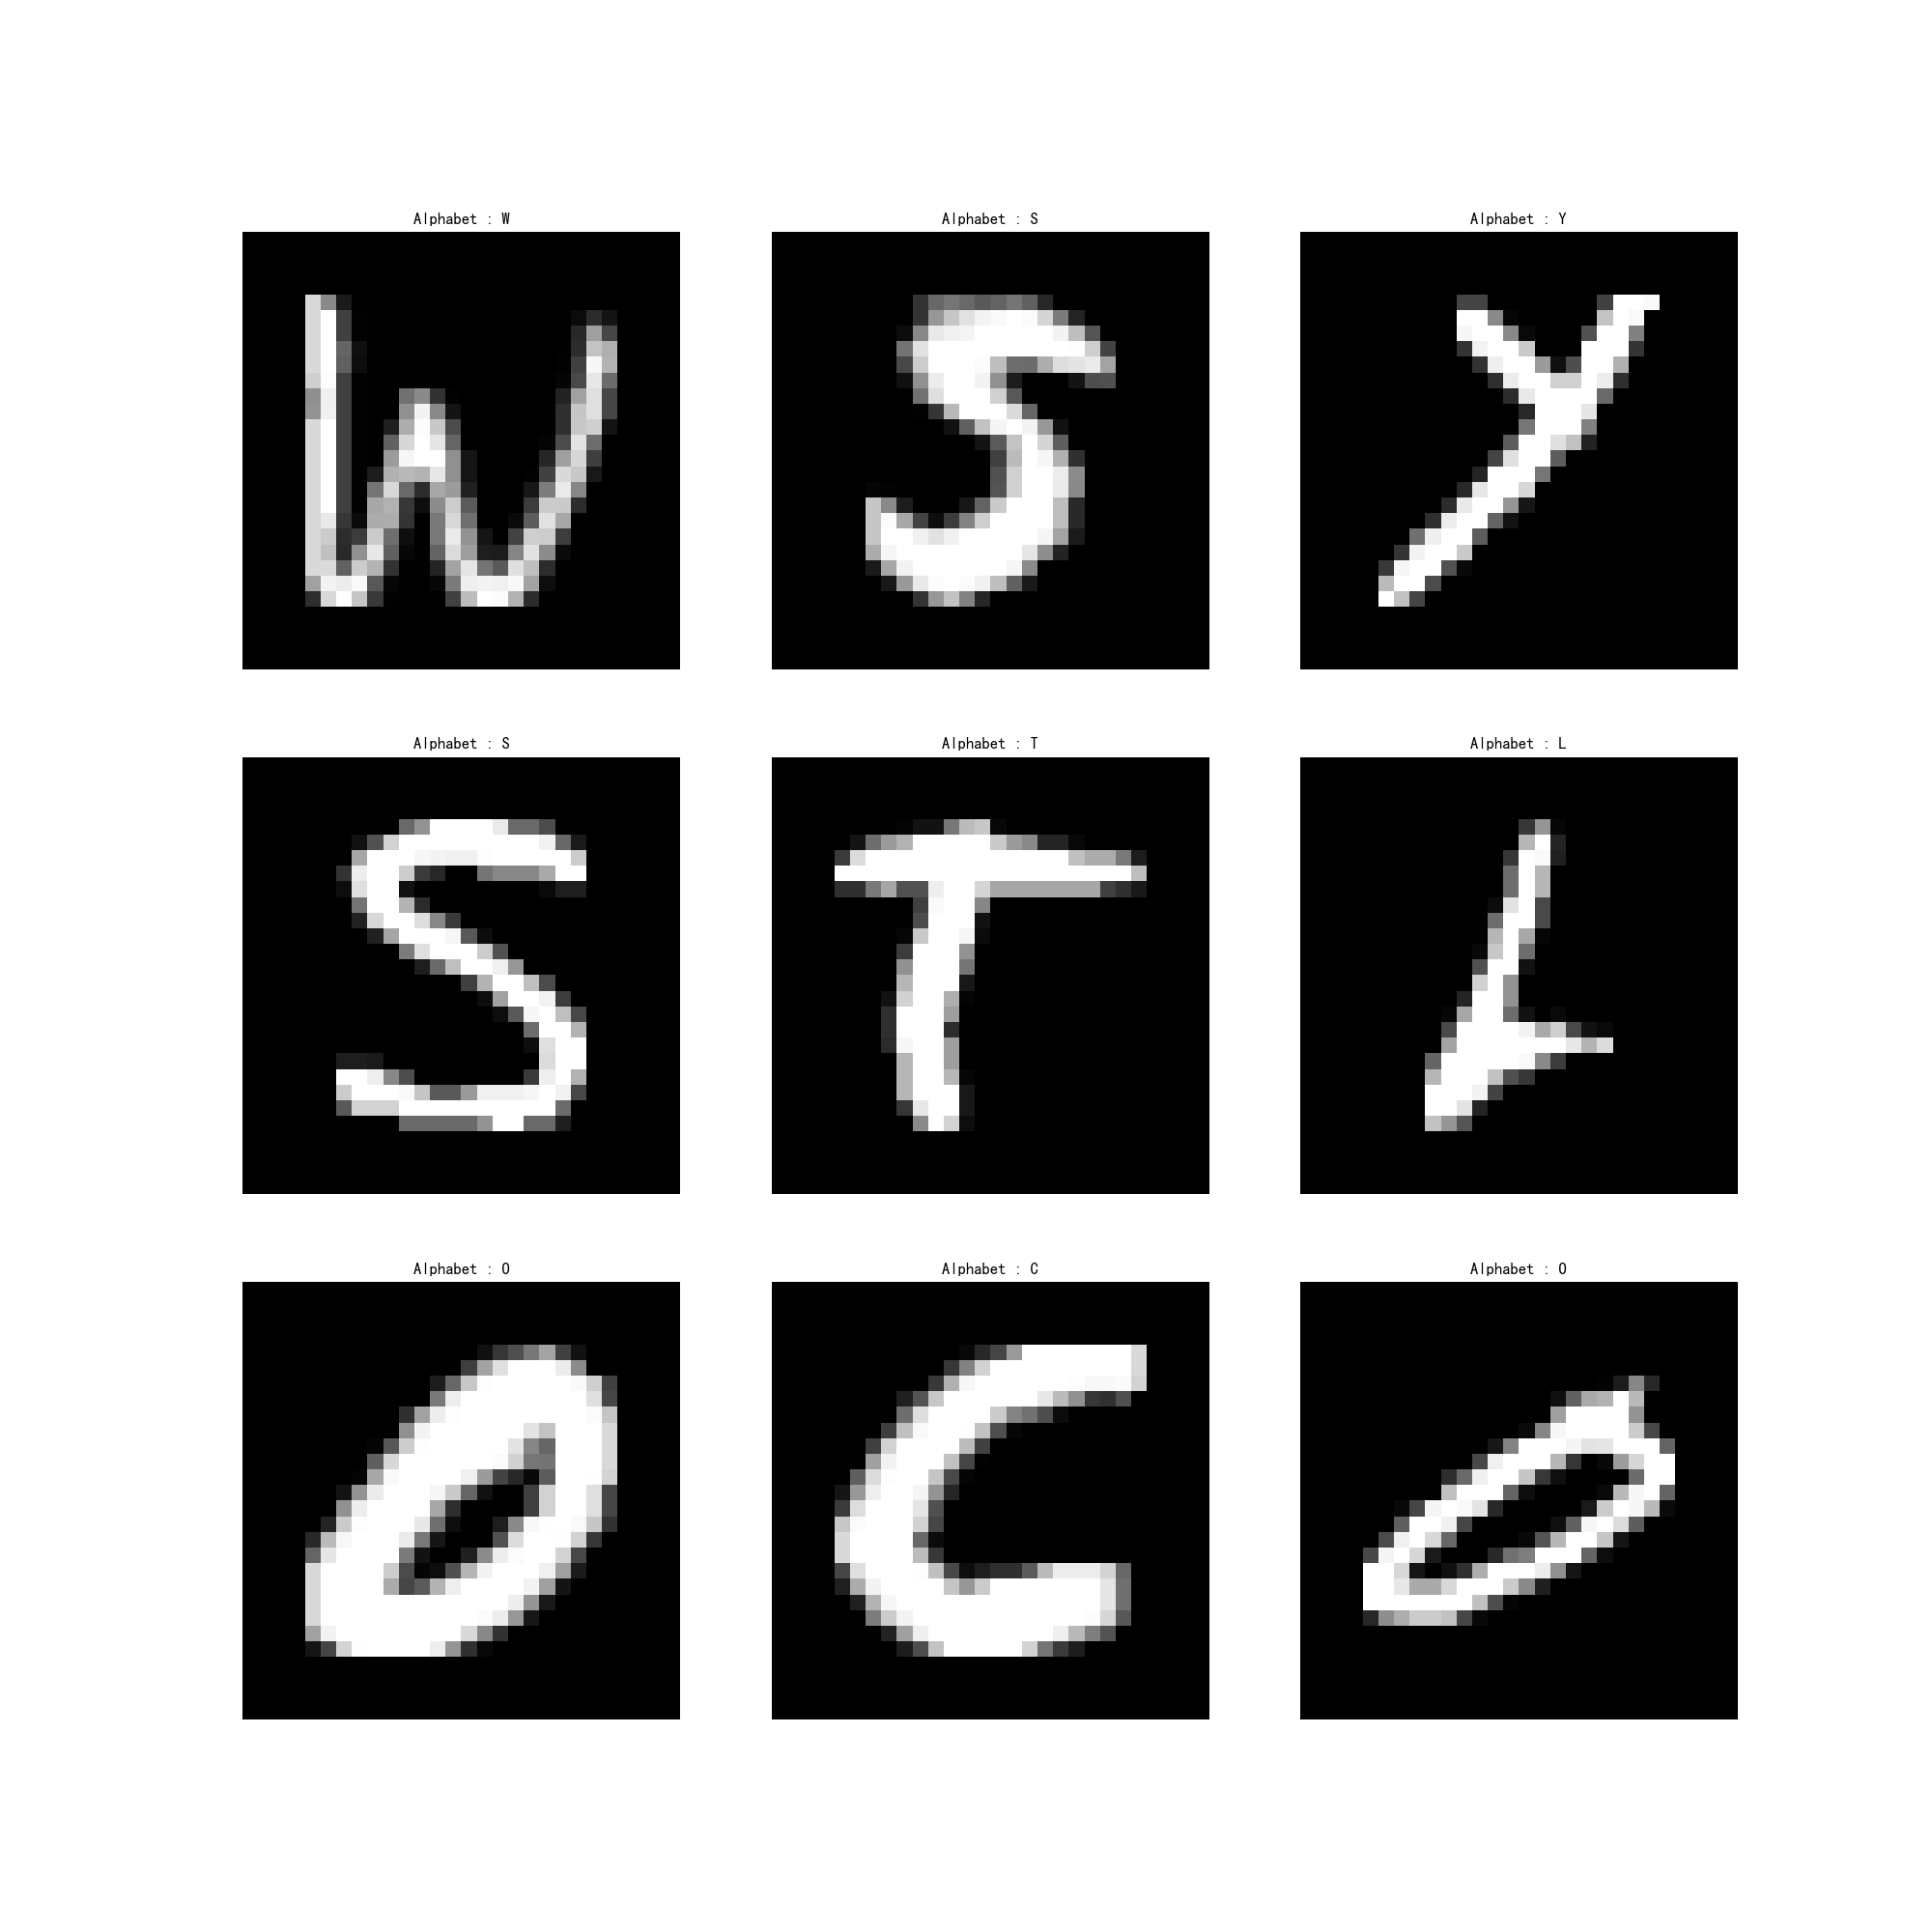 Alphabet : W Alphabet : S Alphabet : Y
W S Y
Alphabet : S Alphabet : T Alphabet : L
S T L
Alphabet : O Alphabet : C Alphabet : O
O C O